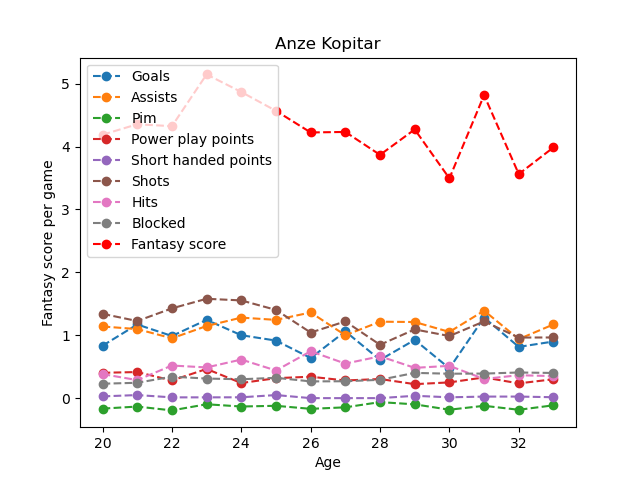 Anze Kopitar
Fantasy score per game
5
4
3
2
1
0
Goals
Assists
Pim
Power play points
Short handed points
Shots
Hits
Blocked
Fantasy score
20 22 24 26 28 30 32
Age